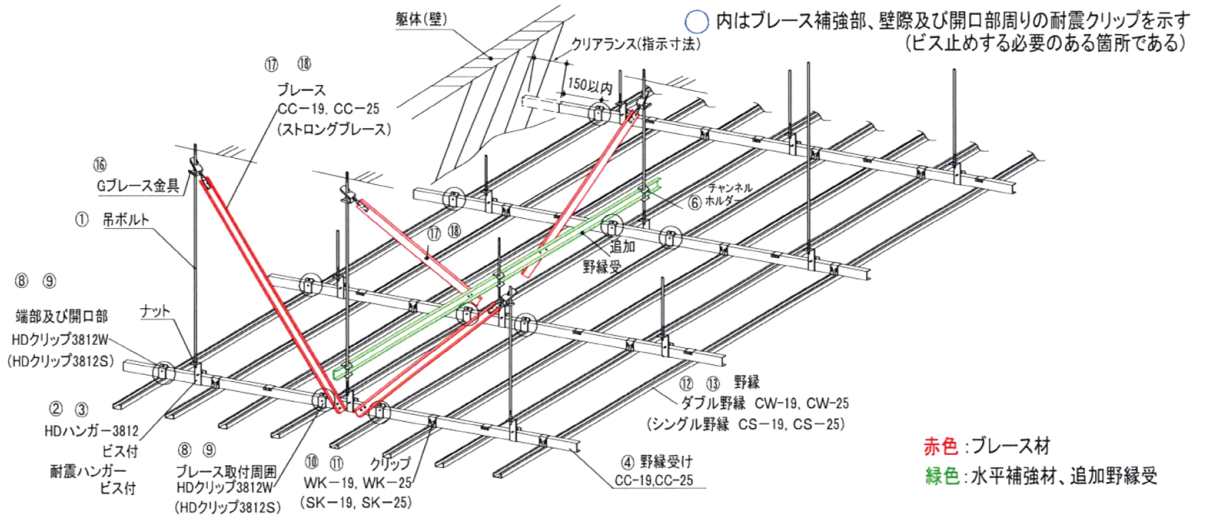 内はブレース補強部、壁際及び開口部周りの耐震クリップを示す
(ビス止めする必要のある箇所である)
躯体(壁)
クリアランス(指示寸法)
150以内
⑰ ⑱
ブレース
CC-19, CC-25
(ストロングブレース)
⑯
Gブレース金具
① 吊ボルト
⑧ ⑨
端部及び開口部
HDクリップ3812W
(HDクリップ3812S)
ナット
② ③
HDハンガー3812
ビス付
耐震ハンガー
ビス付
⑧ ⑨
ブレース取付周囲
HDクリップ3812W
(HDクリップ3812S)
⑩ ⑪ クリップ
WK-19, WK-25
(SK-19, SK-25)
⑰ ⑱
チャンネル
⑥ ホルダー
追加
野縁受
⑫ ⑬ 野縁
ダブル野縁 CW-19, CW-25
(シングル野縁 CS-19, CS-25)
④ 野縁受け
CC-19,CC-25
赤色:ブレース材
緑色:水平補強材、追加野縁受